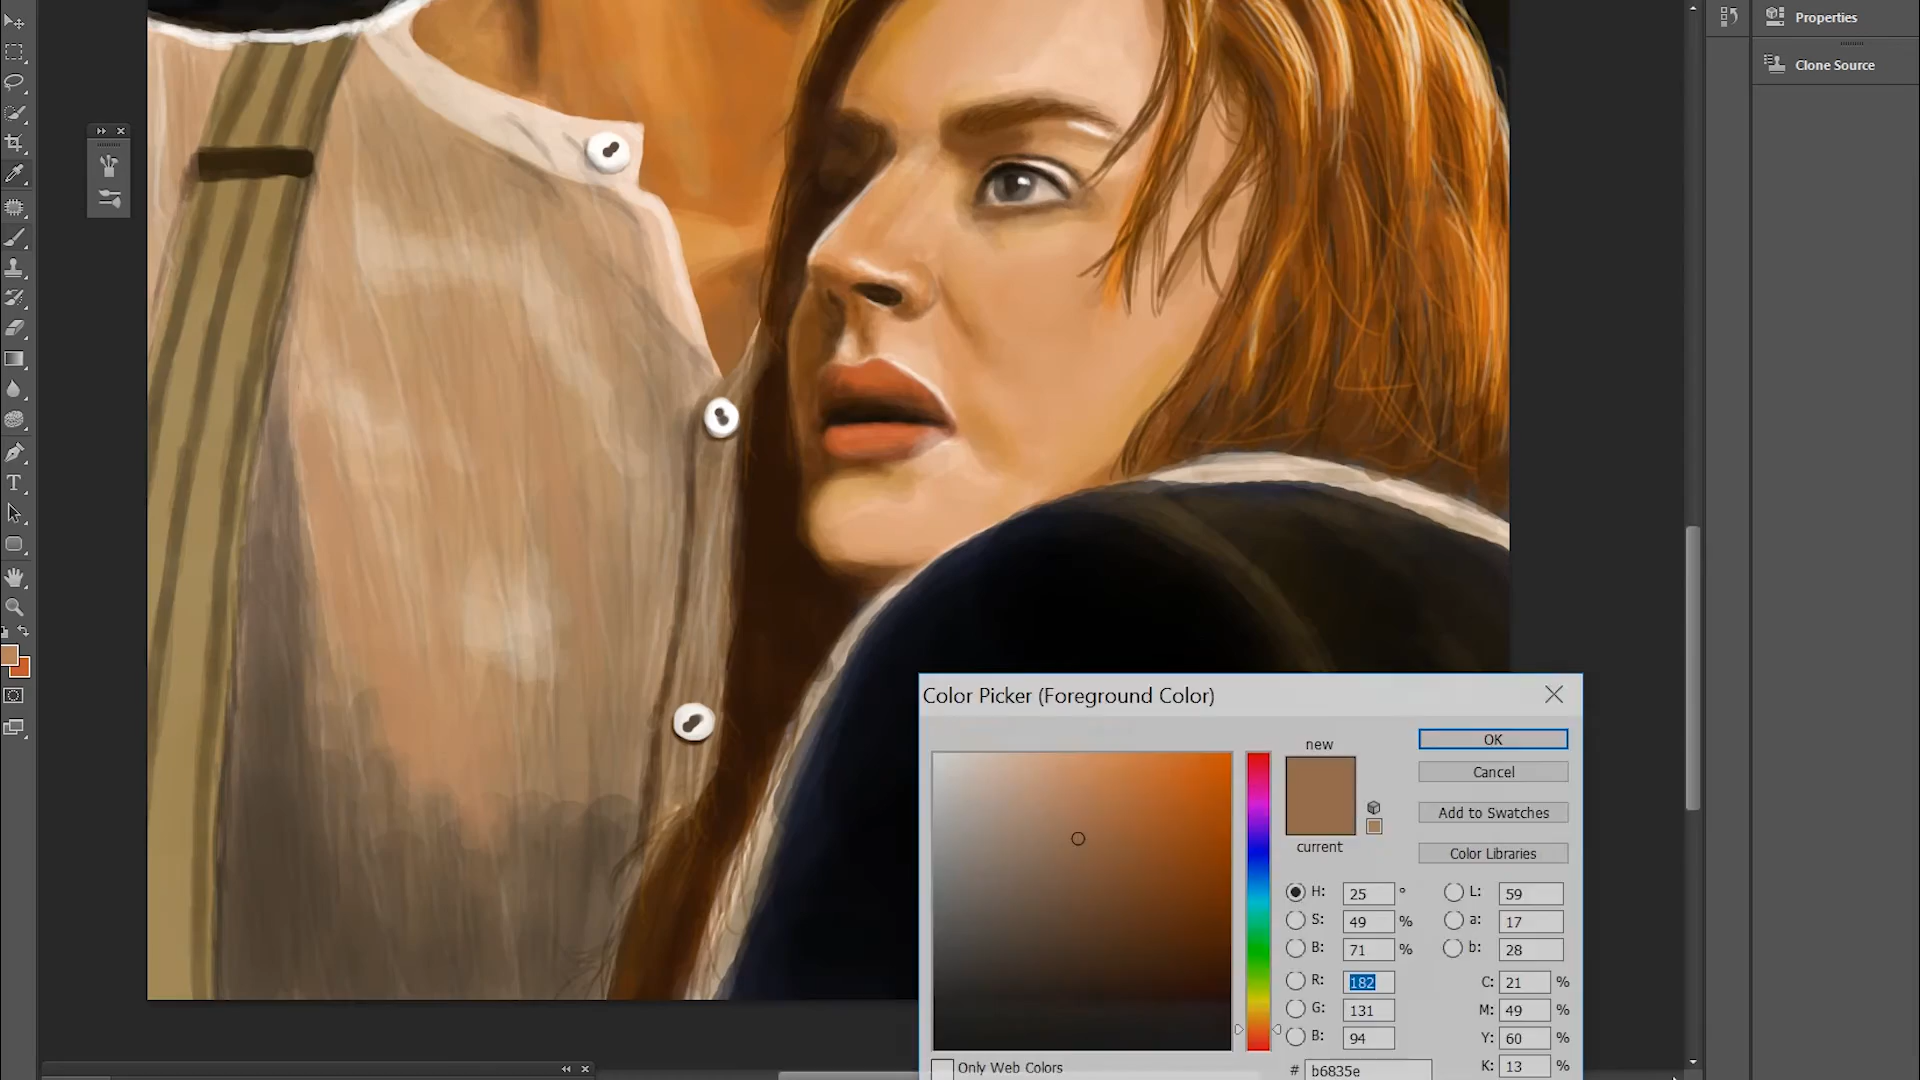 Properties
Clone Source
T
Color Picker (Foreground Color)
new
OK
Cancel
Add to Swatches
current
Color Libraries
H: 25 ° L: 59
S: 49 % a: 17
B: 71 % b: 28
R: 182 C: 21 %
G: 131 M: 49 %
B: 94 Y: 60 %
Only Web Colors # b6835e K: 13 %